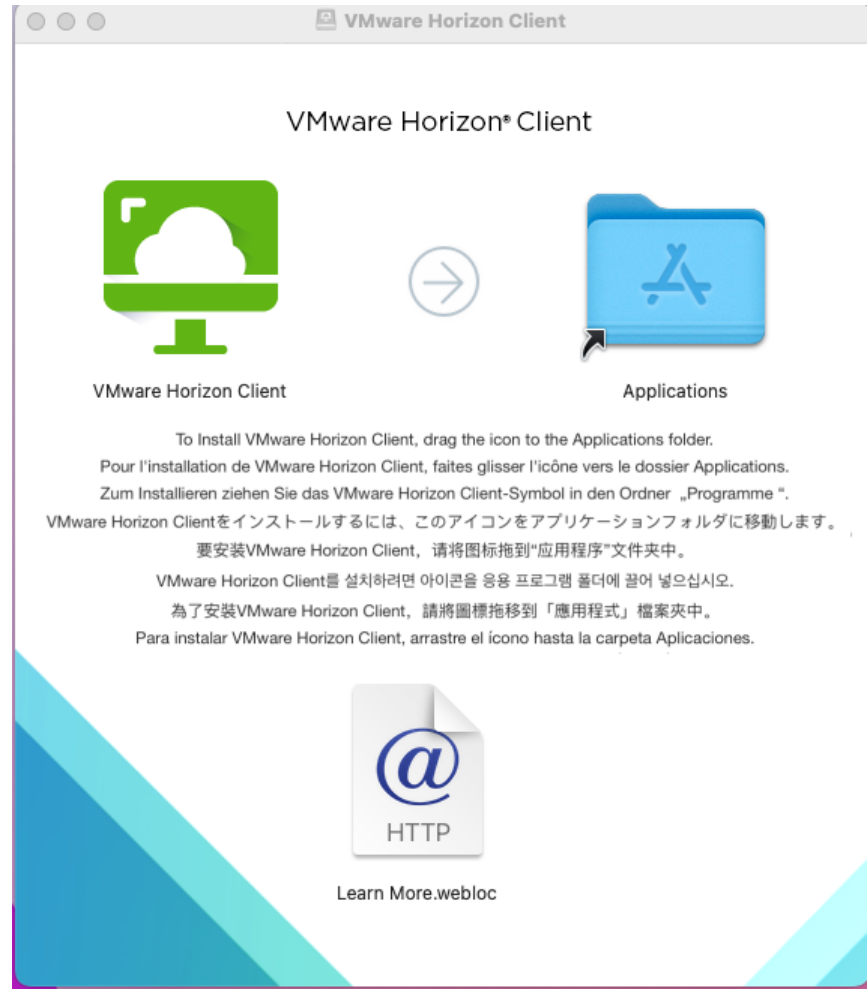 VMware Horizon Client
VMware Horizon® Client
VMware Horizon Client
Applications
To Install VMware Horizon Client, drag the icon to the Applications folder.
Pour l'installation de VMware Horizon Client, faites glisser l'icône vers le dossier Applications.
Zum Installieren ziehen Sie das VMware Horizon Client-Symbol in den Ordner „Programme “.
VMware Horizon Clientをインストールするには、このアイコンをアプリケーションフォルダに移動します。
要安装VMware Horizon Client，请将图标拖到“应用程序”文件夹中。
VMware Horizon Client를 설치하려면 아이콘을 응용 프로그램 폴더에 끌어 넣으십시오.
為了安裝VMware Horizon Client，請將圖標拖移到「應用程式」檔案夾中。
Para instalar VMware Horizon Client, arrastre el ícono hasta la carpeta Aplicaciones.
@
HTTP
Learn More.webloc